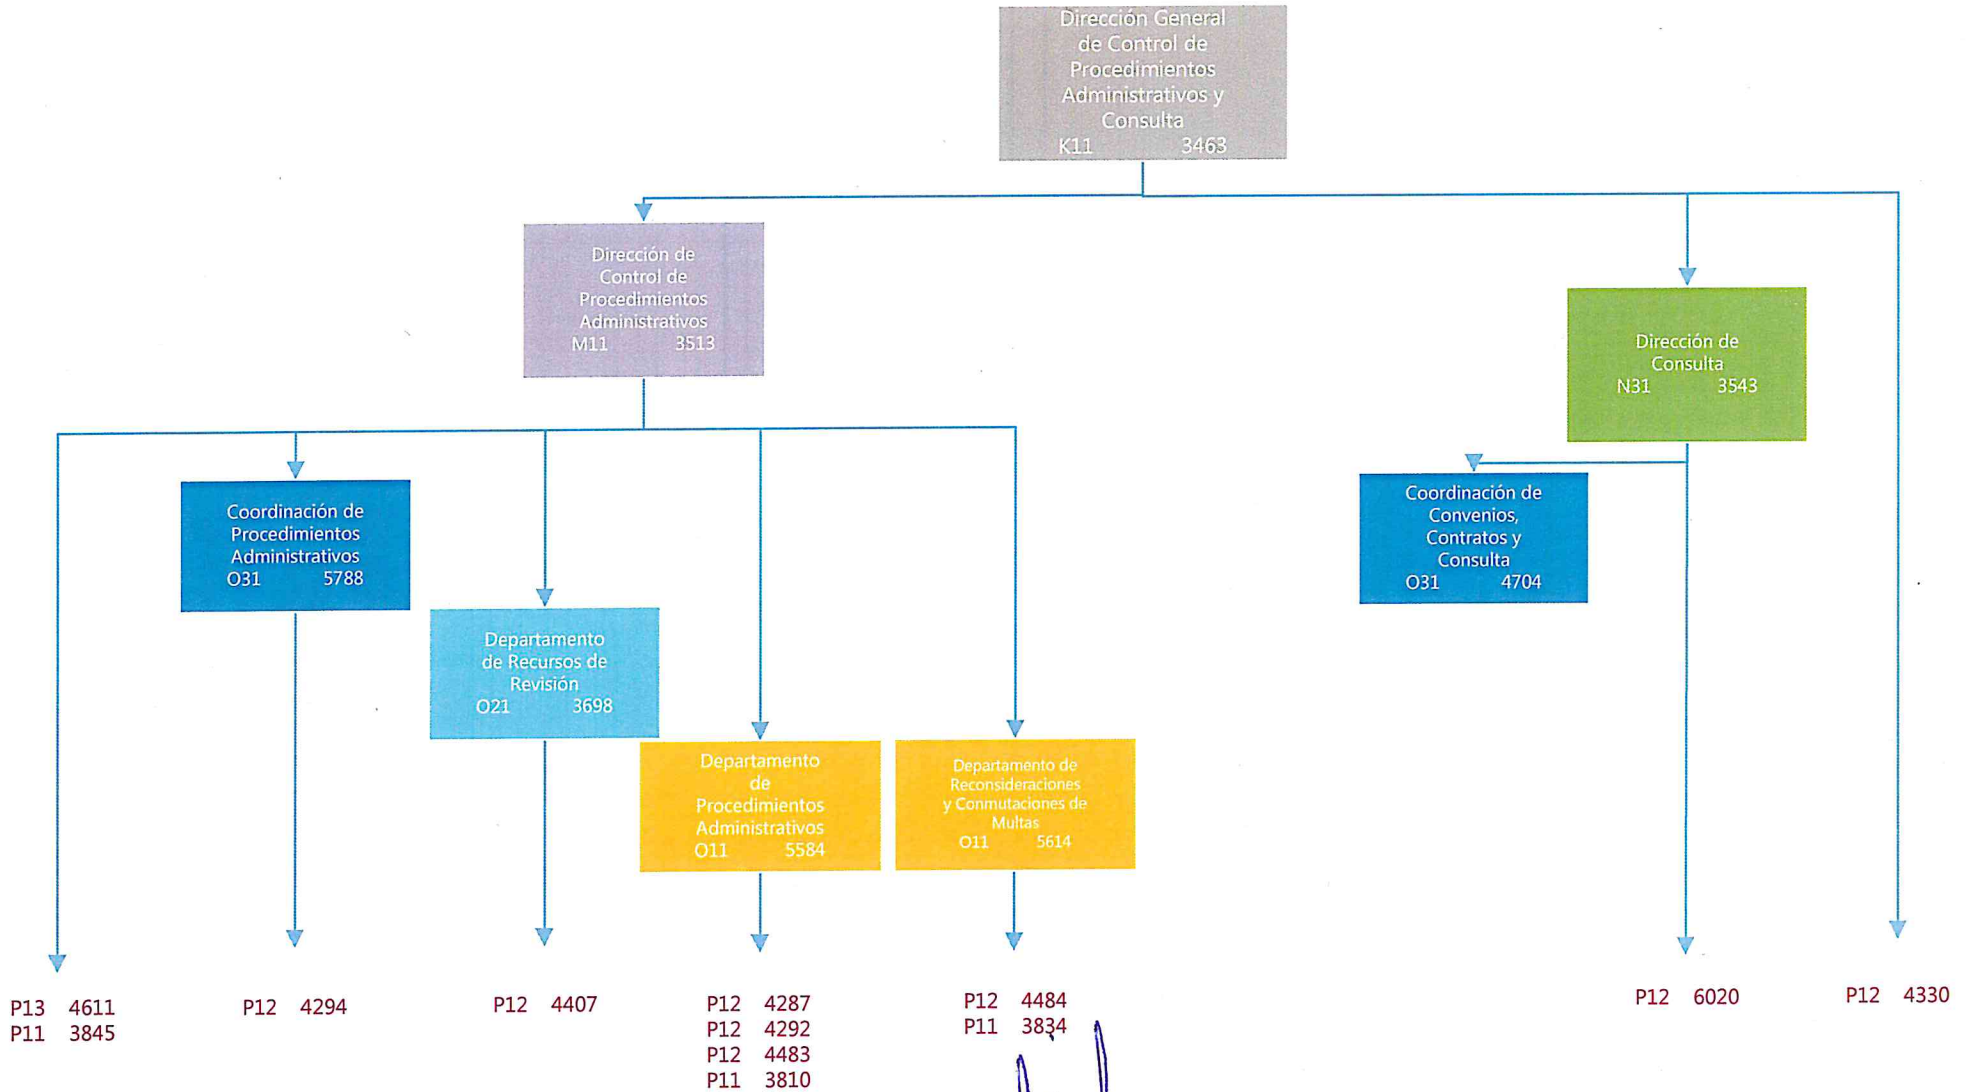 Dirección General
de Control de
Procedimientos
Administrativos y
Consulta
K11 3463
Dirección de
Control de
Procedimientos
Administrativos
M11 3513
Dirección de
Consulta
N31 3543
Coordinación de
Procedimientos
Administrativos
O31 5788
Coordinación de
Convenios,
Contratos y
Consulta
O31 4704
Departamento
de Recursos de
Revisión
O21 3698
Departamento
de
Procedimientos
Administrativos
O11 5584
Departamento de
Reconsideraciones
y Conmutaciones de
Multas
O11 5614
P13 4611
P11 3845
P12 4294
P12 4407
P12 4287
P12 4292
P12 4483
P11 3810
P12 4484
P11 3834
P12 6020
P12 4330